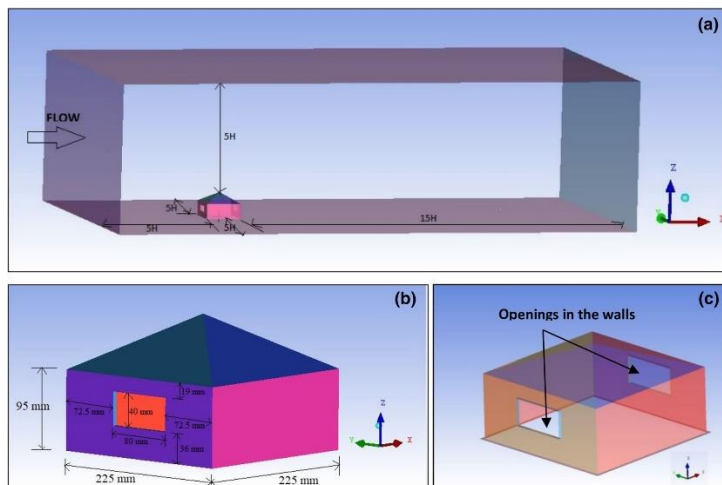 (a)
FLOW
5H
5H
5H
5H
15H
Z
X
(b)
95 mm
19 mm
72.5 mm
40 mm
72.5 mm
80 mm
36 mm
225 mm
225 mm
Z
Y
X
(c)
Openings in the walls